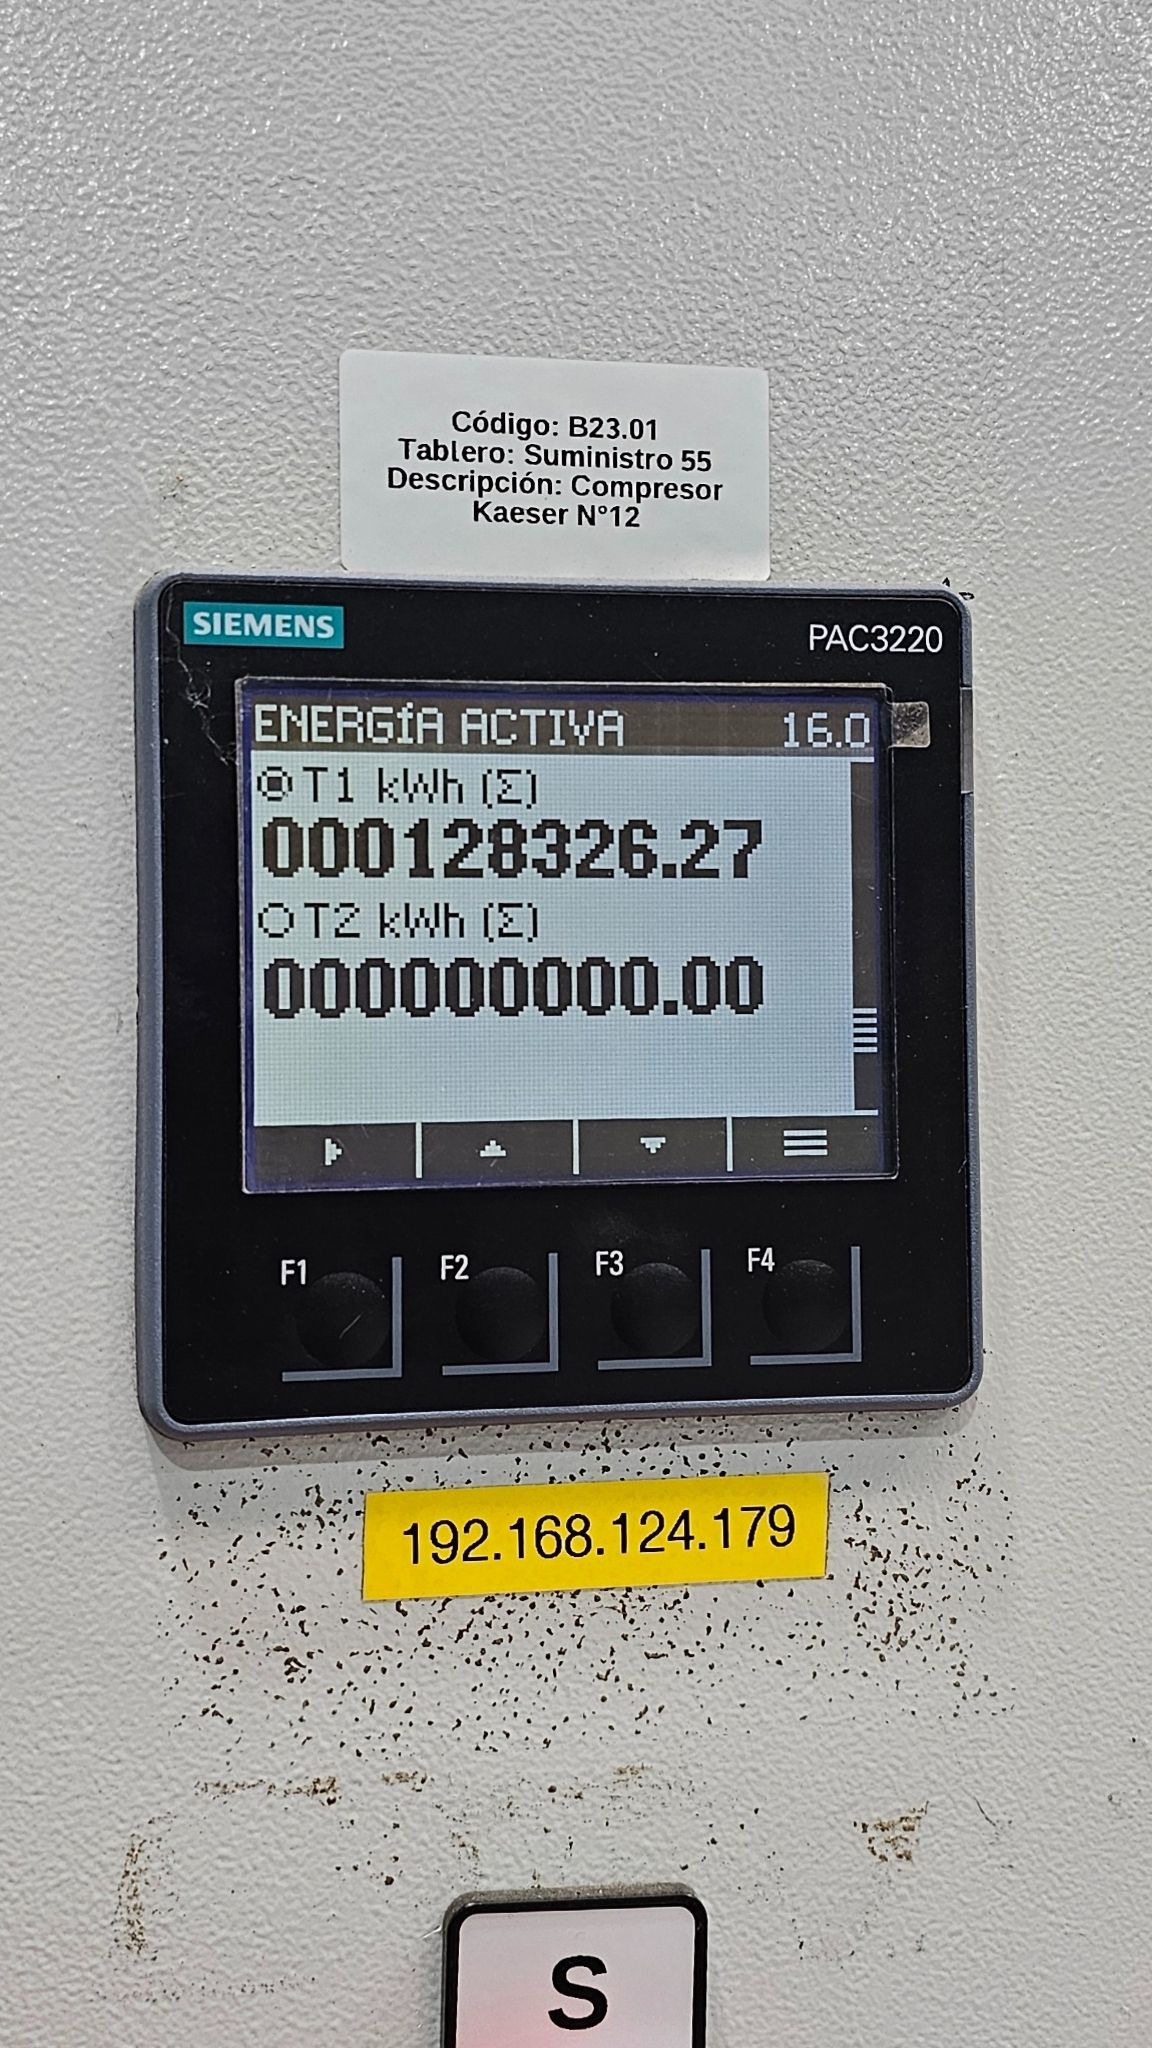 Código: B23.01
Tablero: Suministro 55
Descripción: Compresor
Kaeser N°12
SIEMENS
PAC3220
ENERGÍA ACTIVA 16.0
T1 kWh (Σ)
000128326.27
T2 kWh (Σ)
000000000.00
F1 F2 F3 F4
192.168.124.179
S